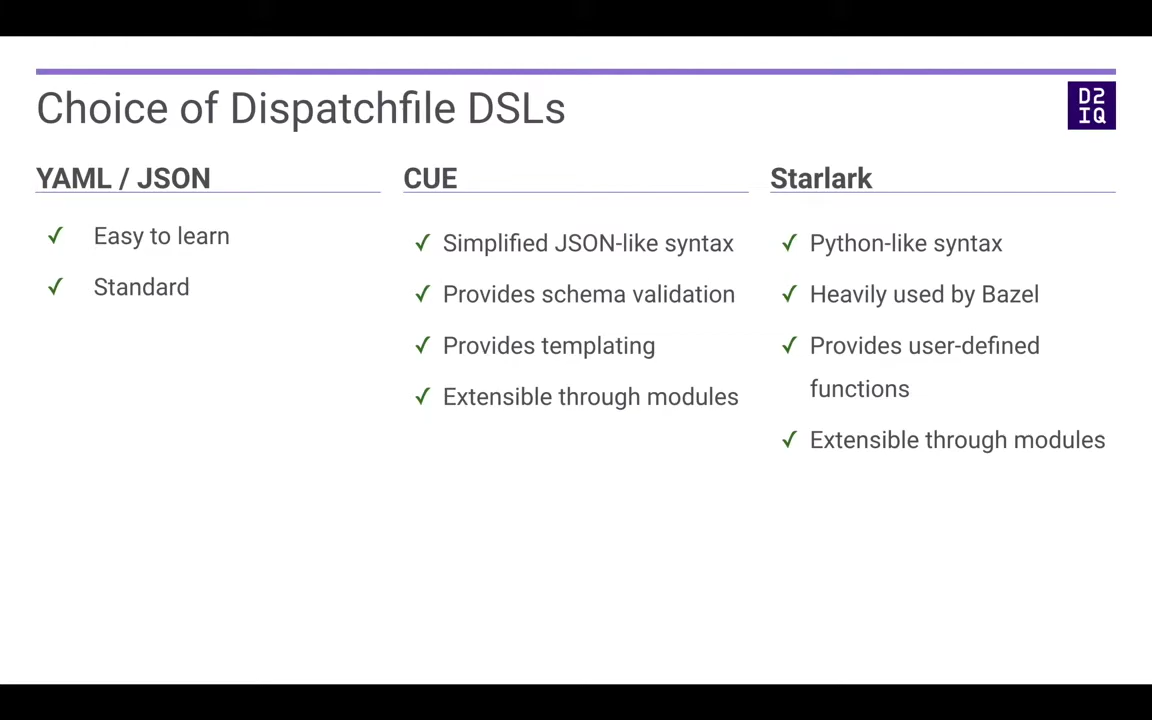 Choice of Dispatchfile DSLs
D2
IQ
YAML / JSON
✓ Easy to learn
✓ Standard
CUE
✓ Simplified JSON-like syntax
✓ Provides schema validation
✓ Provides templating
✓ Extensible through modules
Starlark
✓ Python-like syntax
✓ Heavily used by Bazel
✓ Provides user-defined
functions
✓ Extensible through modules